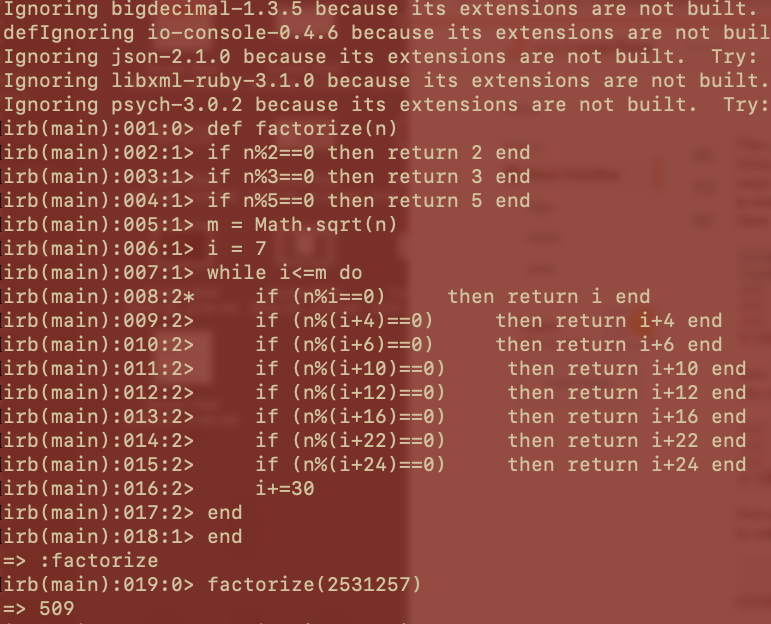 Ignoring bigdecimal-1.3.5 because its extensions are not built.
defIgnoring io-console-0.4.6 because its extensions are not buil
Ignoring json-2.1.0 because its extensions are not built.  Try:
Ignoring libxml-ruby-3.1.0 because its extensions are not built.
Ignoring psych-3.0.2 because its extensions are not built.  Try:
irb(main):001:0> def factorize(n)
irb(main):002:1> if n%2==0 then return 2 end
irb(main):003:1> if n%3==0 then return 3 end
irb(main):004:1> if n%5==0 then return 5 end
irb(main):005:1> m = Math.sqrt(n)
irb(main):006:1> i = 7
irb(main):007:1> while i<=m do
irb(main):008:2*     if (n%i==0)     then return i end
irb(main):009:2>     if (n%(i+4)==0)     then return i+4 end
irb(main):010:2>     if (n%(i+6)==0)     then return i+6 end
irb(main):011:2>     if (n%(i+10)==0)     then return i+10 end
irb(main):012:2>     if (n%(i+12)==0)     then return i+12 end
irb(main):013:2>     if (n%(i+16)==0)     then return i+16 end
irb(main):014:2>     if (n%(i+22)==0)     then return i+22 end
irb(main):015:2>     if (n%(i+24)==0)     then return i+24 end
irb(main):016:2>     i+=30
irb(main):017:2> end
irb(main):018:1> end
=> :factorize
irb(main):019:0> factorize(2531257)
=> 509